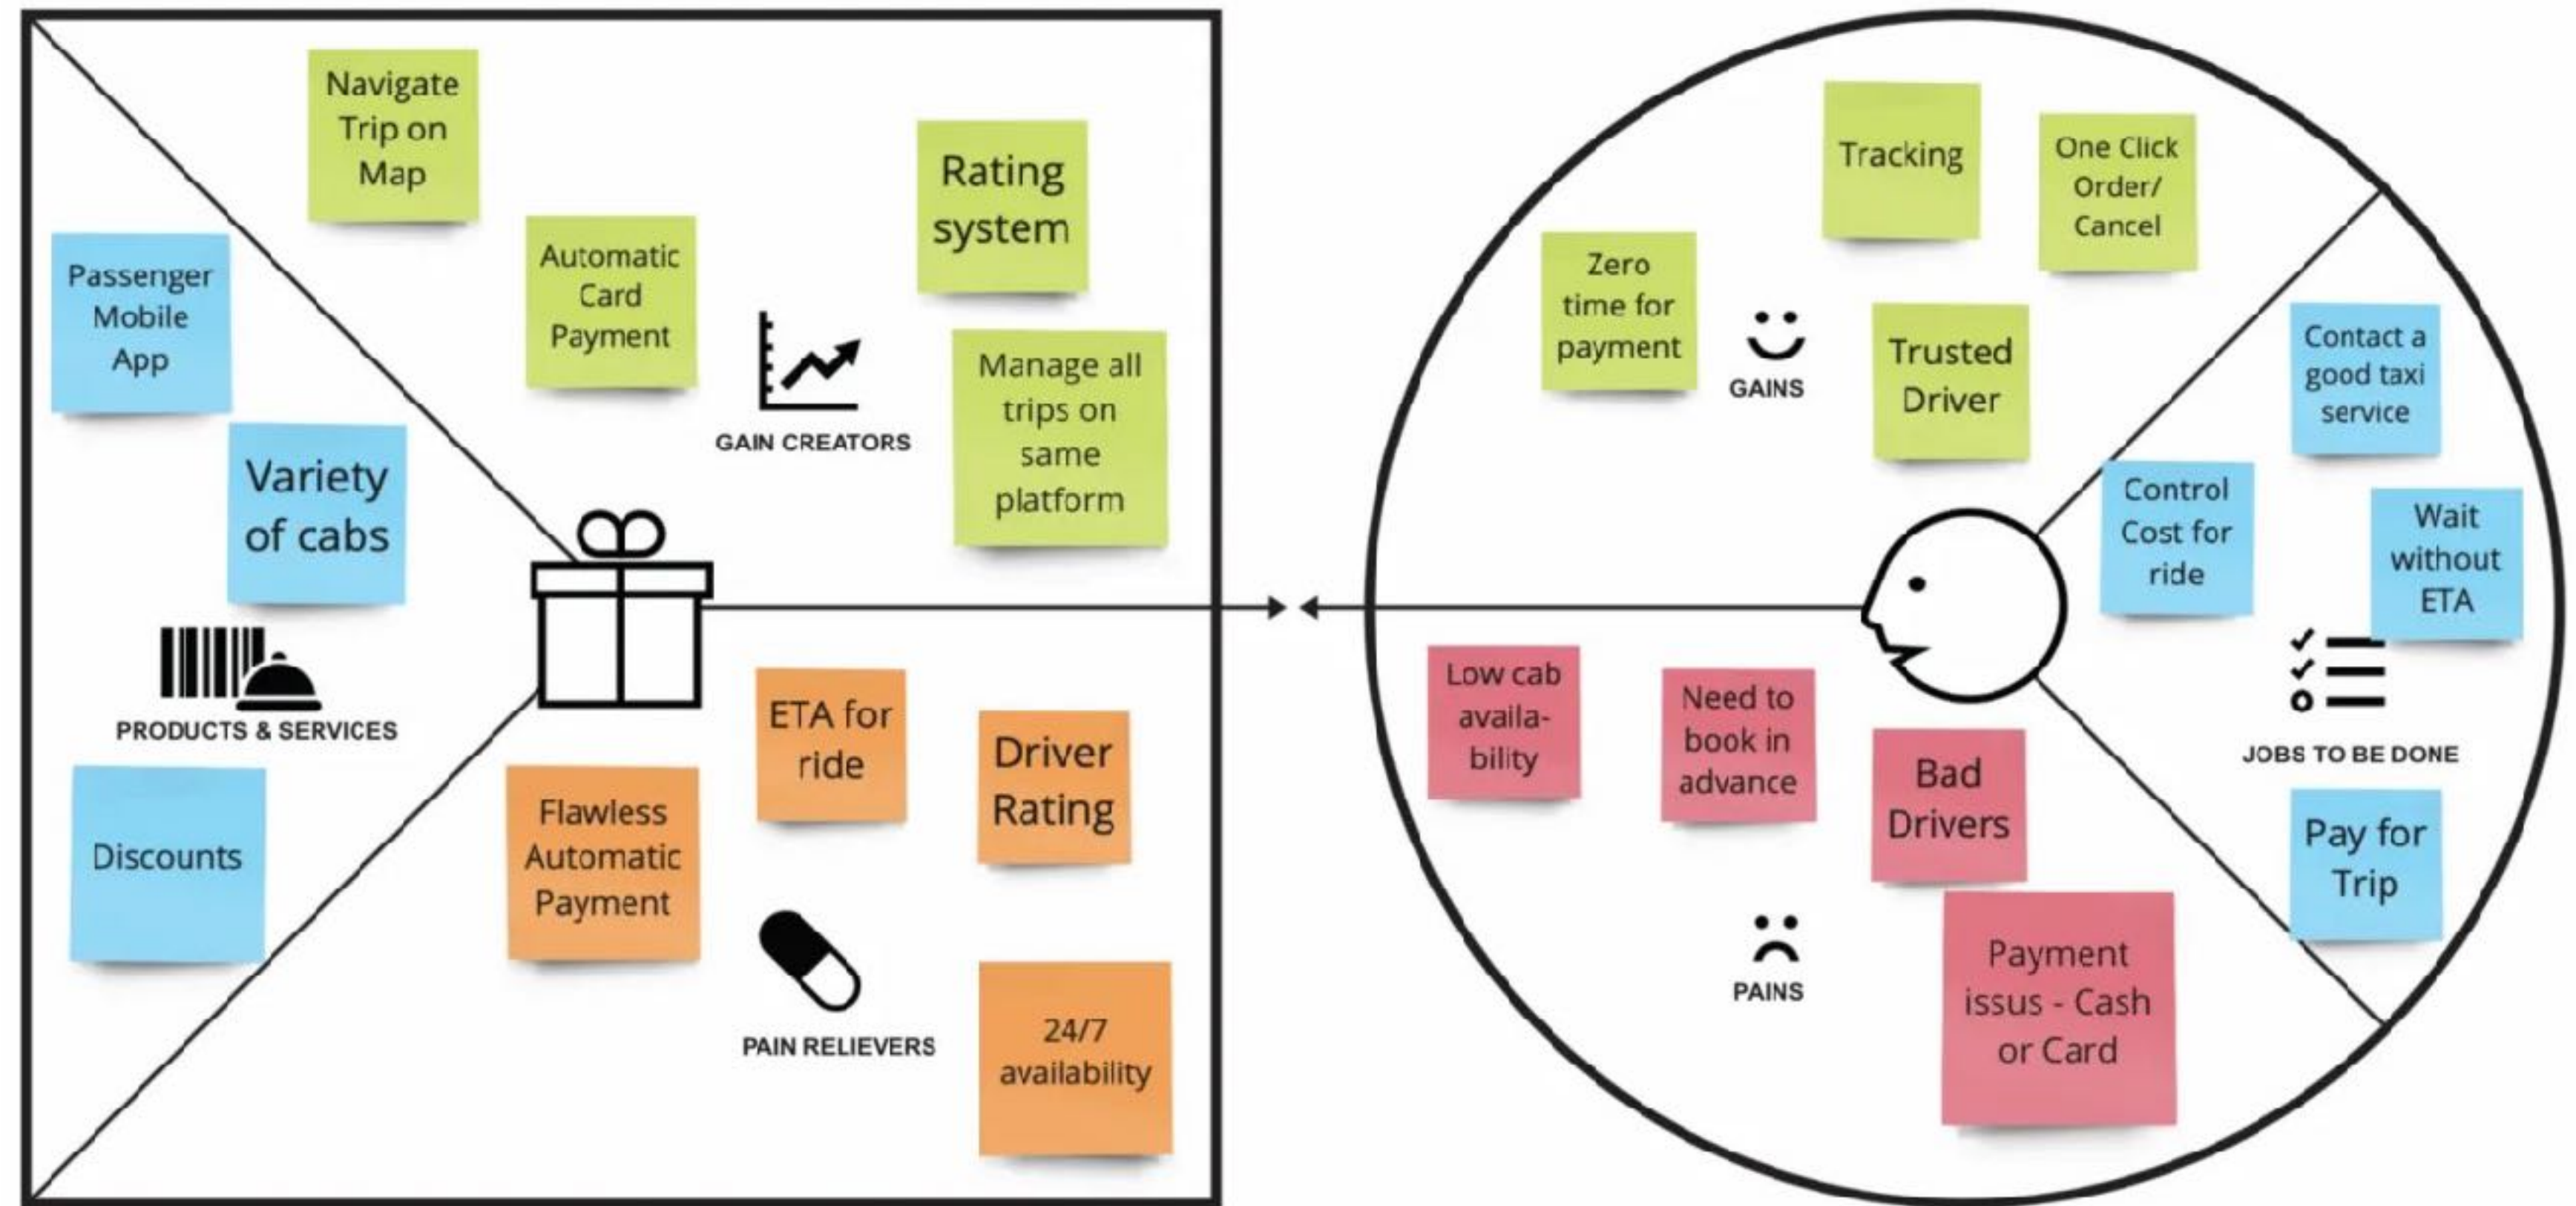 Navigate
Trip on
Map
Rating
system
Automatic
Card
Payment
GAIN CREATORS
Manage all
trips on
same
platform
Passenger
Mobile
App
Variety
of cabs
PRODUCTS & SERVICES
Discounts
ETA for
ride
Driver
Rating
Flawless
Automatic
Payment
PAIN RELIEVERS
24/7
availability
Tracking
One Click
Order/
Cancel
Zero
time for
payment
GAINS
Trusted
Driver
Contact a
good taxi
service
Control
Cost for
ride
Wait
without
ETA
JOBS TO BE DONE
Pay for
Trip
Low cab
availa-
bility
Need to
book in
advance
Bad
Drivers
PAINS
Payment
issus - Cash
or Card